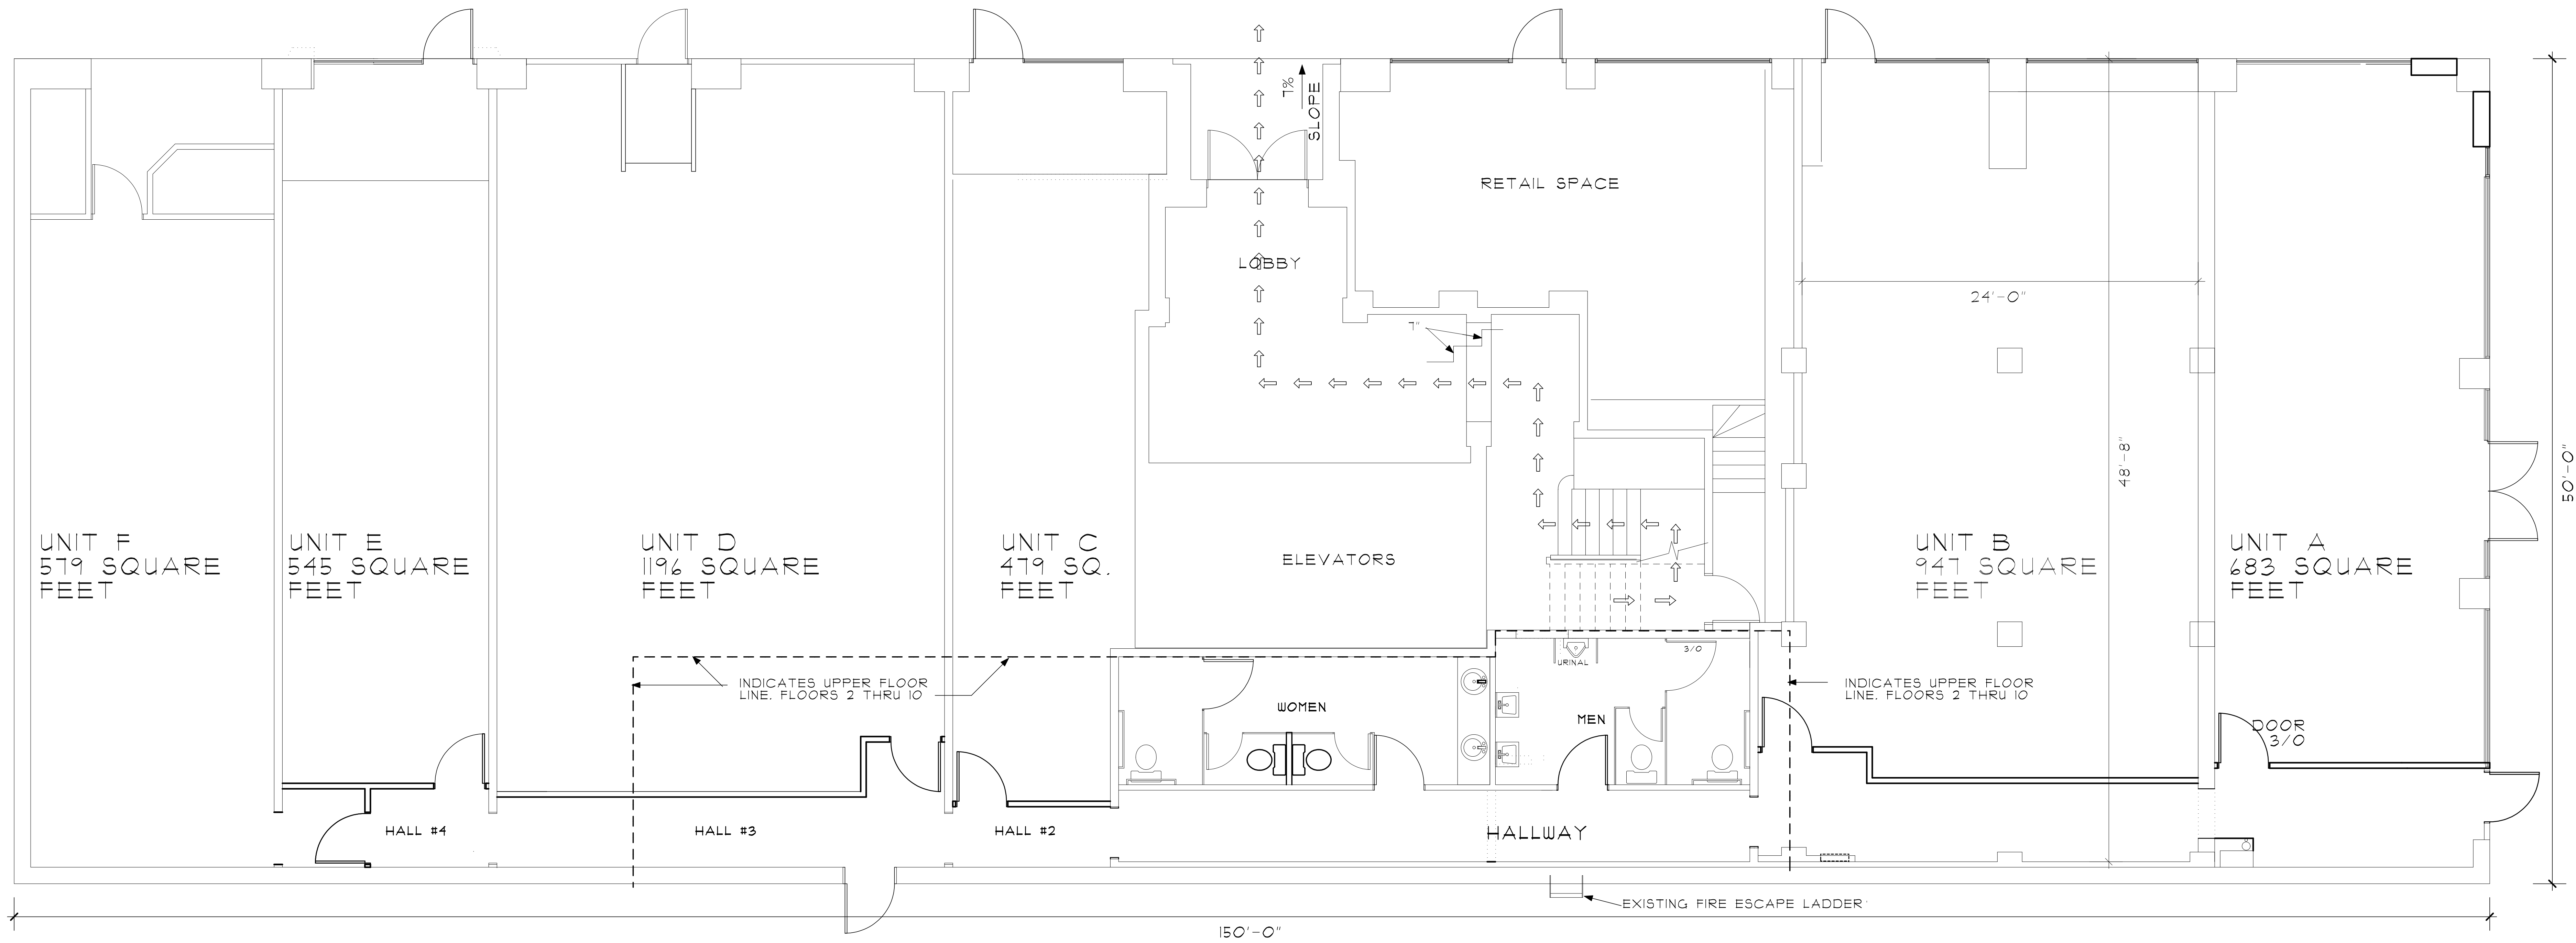 7%
SLOPE
RETAIL SPACE
LOBBY
24'-0"
7"
48'-8"
50'-0"
UNIT F
579 SQUARE
FEET
UNIT E
545 SQUARE
FEET
UNIT D
1196 SQUARE
FEET
UNIT C
479 SQ.
FEET
ELEVATORS
UNIT B
947 SQUARE
FEET
UNIT A
683 SQUARE
FEET
3/0
URINAL
INDICATES UPPER FLOOR
LINE. FLOORS 2 THRU 10
INDICATES UPPER FLOOR
LINE. FLOORS 2 THRU 10
WOMEN
MEN
DOOR
3/0
HALL #4
HALL #3
HALL #2
HALLWAY
EXISTING FIRE ESCAPE LADDER
150'-0"